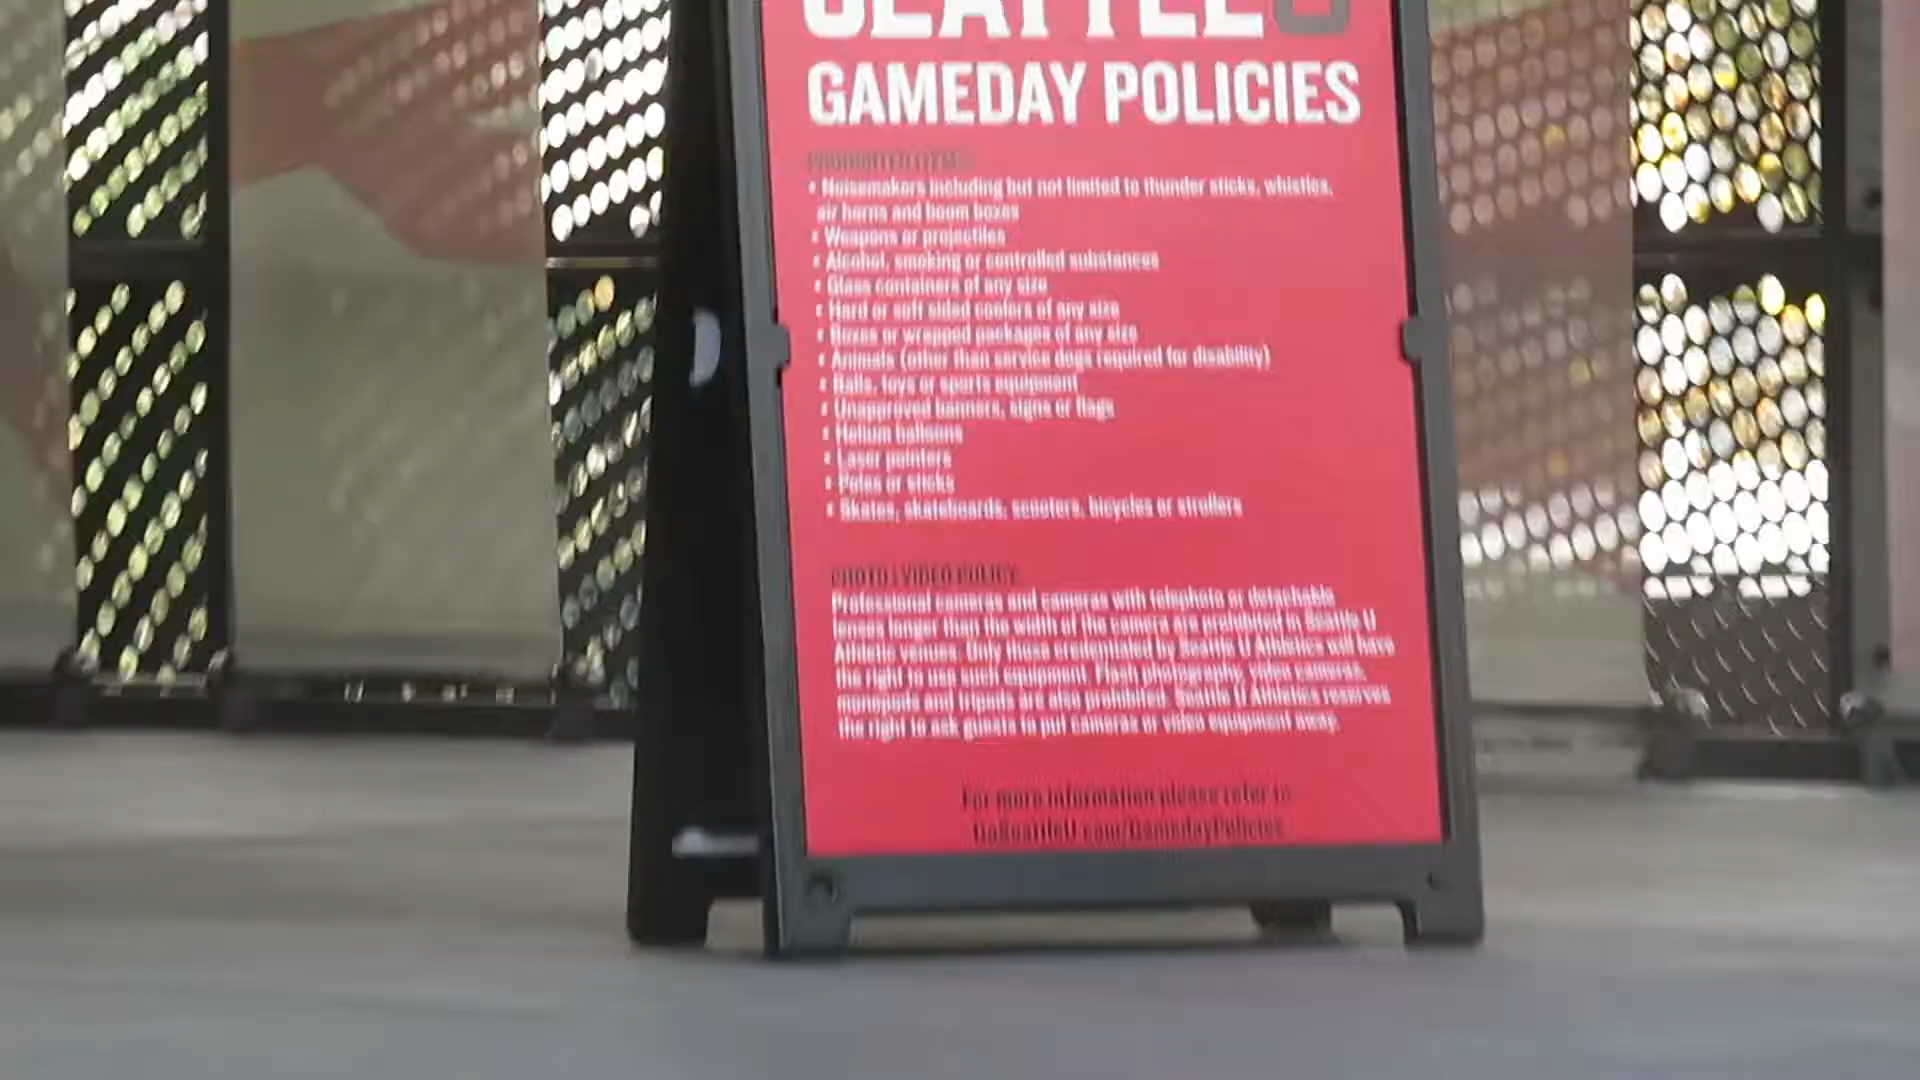 SEATTLEU
GAMEDAY POLICIES
PROHIBITED ITEMS
• Noisemakers including but not limited to thunder sticks, whistles,
air horns and boom boxes
• Weapons or projectiles
• Alcohol, smoking or controlled substances
• Glass containers of any size
• Hard or soft sided coolers of any size
• Boxes or wrapped packages of any size
• Animals (other than service dogs required for disability)
• Balls, toys or sports equipment
• Unapproved banners, signs or flags
• Helium balloons
• Laser pointers
• Poles or sticks
• Skates, skateboards, scooters, bicycles or strollers
PHOTO | VIDEO POLICY
Professional cameras and cameras with telephoto or detachable
lenses longer than the width of the camera are prohibited in Seattle U
Athletic venues. Only those credentialed by Seattle U Athletics will have
the right to use such equipment. Flash photography, video cameras,
monopods and tripods are also prohibited. Seattle U Athletics reserves
the right to ask guests to put cameras or video equipment away.
For more information please refer to
GoSeattleU.com/GamedayPolicies